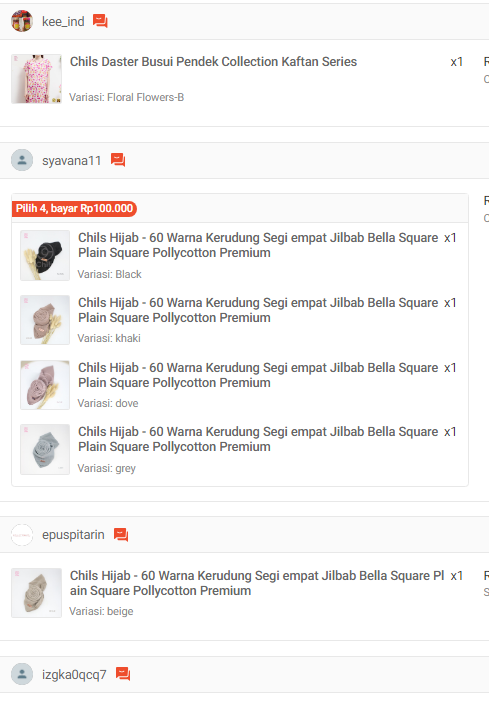 kee_ind
Chils Daster Busui Pendek Collection Kaftan Series x1
Variasi: Floral Flowers-B
syavana11
Pilih 4, bayar Rp100.000
Chils Hijab - 60 Warna Kerudung Segi empat Jilbab Bella Square x1
Plain Square Pollycotton Premium
Variasi: Black
Chils Hijab - 60 Warna Kerudung Segi empat Jilbab Bella Square x1
Plain Square Pollycotton Premium
Variasi: khaki
Chils Hijab - 60 Warna Kerudung Segi empat Jilbab Bella Square x1
Plain Square Pollycotton Premium
Variasi: dove
Chils Hijab - 60 Warna Kerudung Segi empat Jilbab Bella Square x1
Plain Square Pollycotton Premium
Variasi: grey
epuspitarin
Chils Hijab - 60 Warna Kerudung Segi empat Jilbab Bella Square Pl x1
ain Square Pollycotton Premium
Variasi: beige
izgka0qcq7